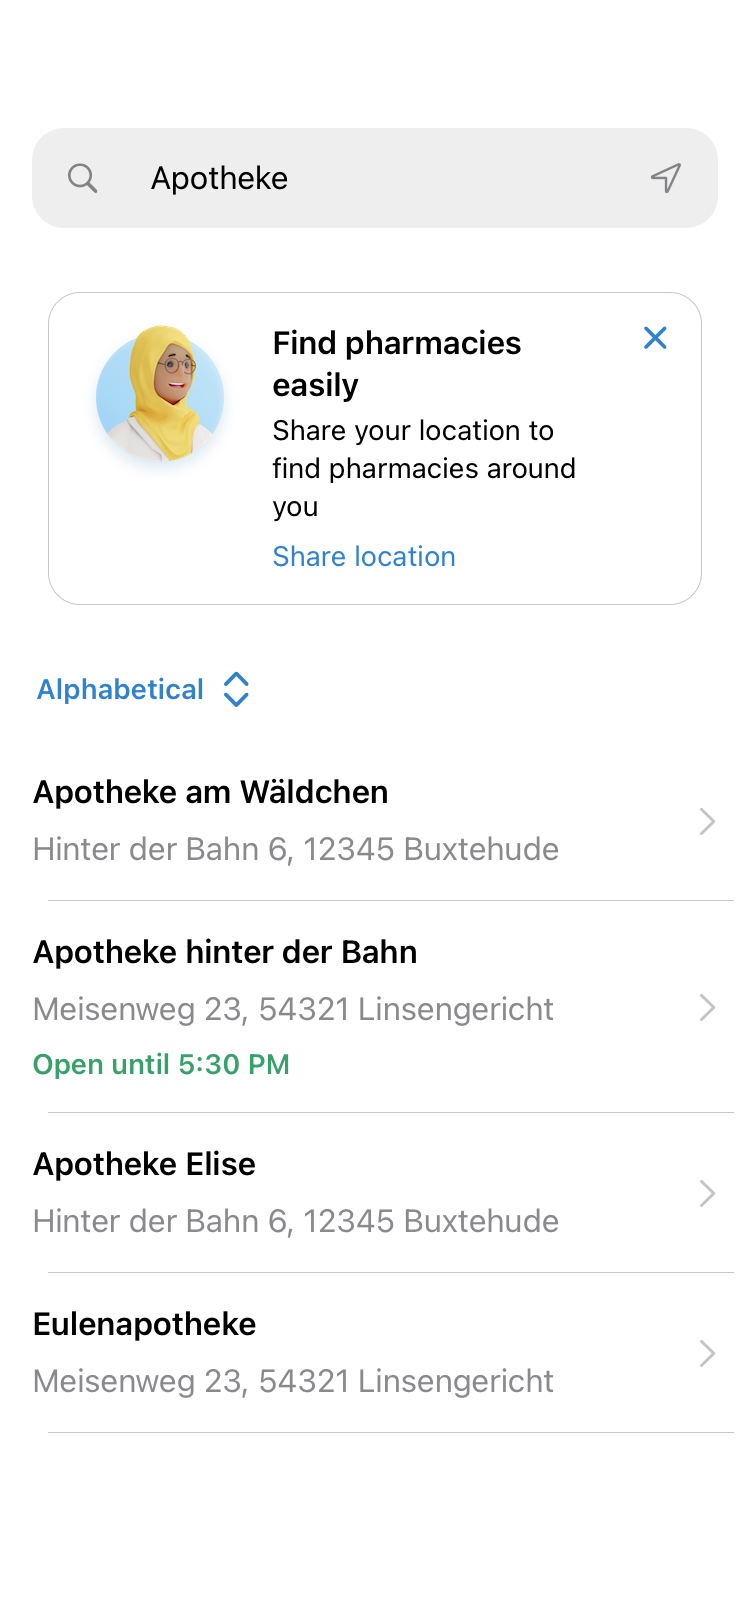 Apotheke
Find pharmacies
easily
Share your location to
find pharmacies around
you
Share location
Alphabetical
Apotheke am Wäldchen
Hinter der Bahn 6, 12345 Buxtehude
Apotheke hinter der Bahn
Meisenweg 23, 54321 Linsengericht
Open until 5:30 PM
Apotheke Elise
Hinter der Bahn 6, 12345 Buxtehude
Eulenapotheke
Meisenweg 23, 54321 Linsengericht